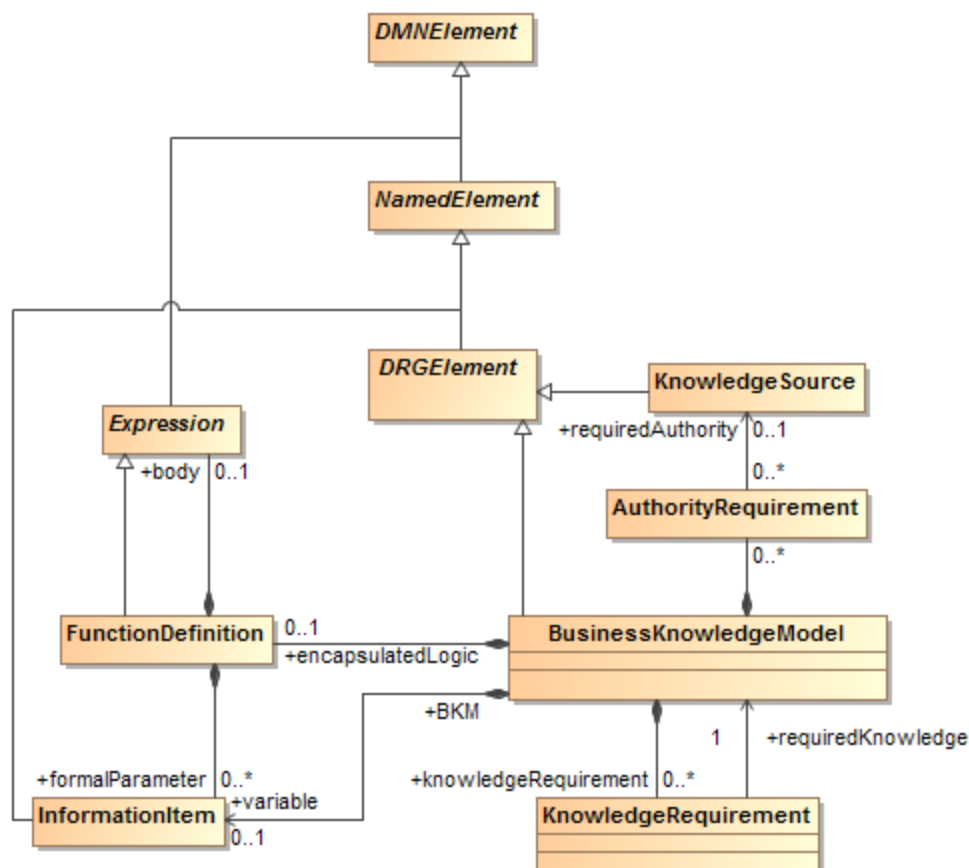 DMNElement
NamedElement
DRGElement
KnowledgeSource
Expression
+requiredAuthority 0..1
+body 0..1
0..*
AuthorityRequirement
0..*
FunctionDefinition
0..1
+encapsulatedLogic
BusinessKnowledgeModel
+BKM
1 +requiredKnowledge
+formalParameter 0..*
+knowledgeRequirement 0..*
+variable
InformationItem
0..1
KnowledgeRequirement